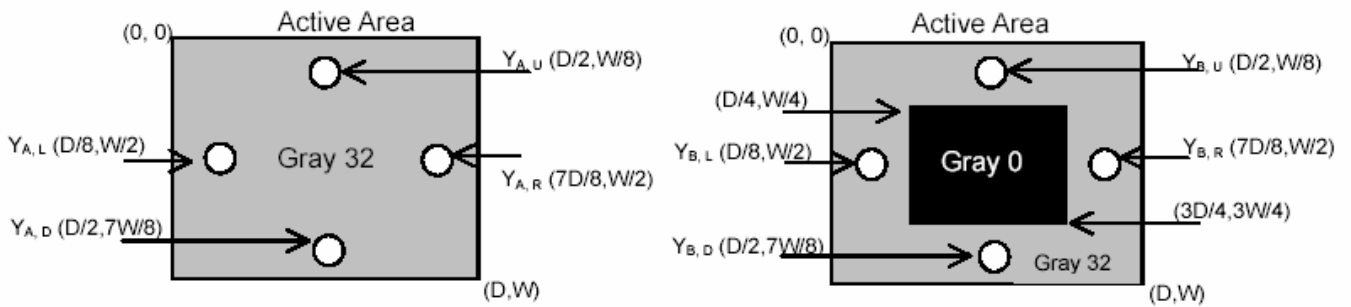 Active Area
(0, 0)
YA, U (D/2,W/8)
YA, L (D/8,W/2)
Gray 32
YA, R (7D/8,W/2)
YA, D (D/2,7W/8)
(D,W)
Active Area
(0, 0)
YB, U (D/2,W/8)
(D/4,W/4)
YB, L (D/8,W/2)
Gray 0
YB, R (7D/8,W/2)
(3D/4,3W/4)
YB, D (D/2,7W/8)
Gray 32
(D,W)